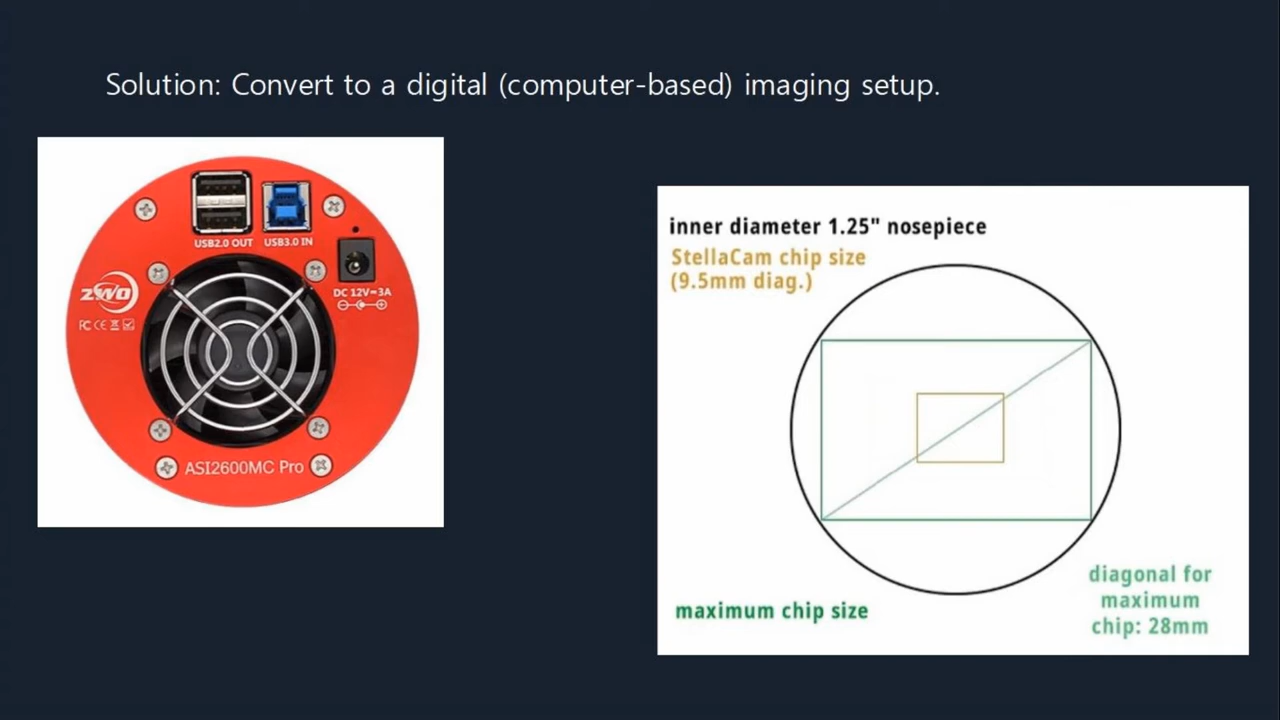 Solution: Convert to a digital (computer-based) imaging setup.
USB2.0 OUT USB3.0 IN
DC 12V=3A
ZWO
FC CE
ASI2600MC Pro
inner diameter 1.25" nosepiece
StellaCam chip size
(9.5mm diag.)
maximum chip size
diagonal for
maximum
chip: 28mm